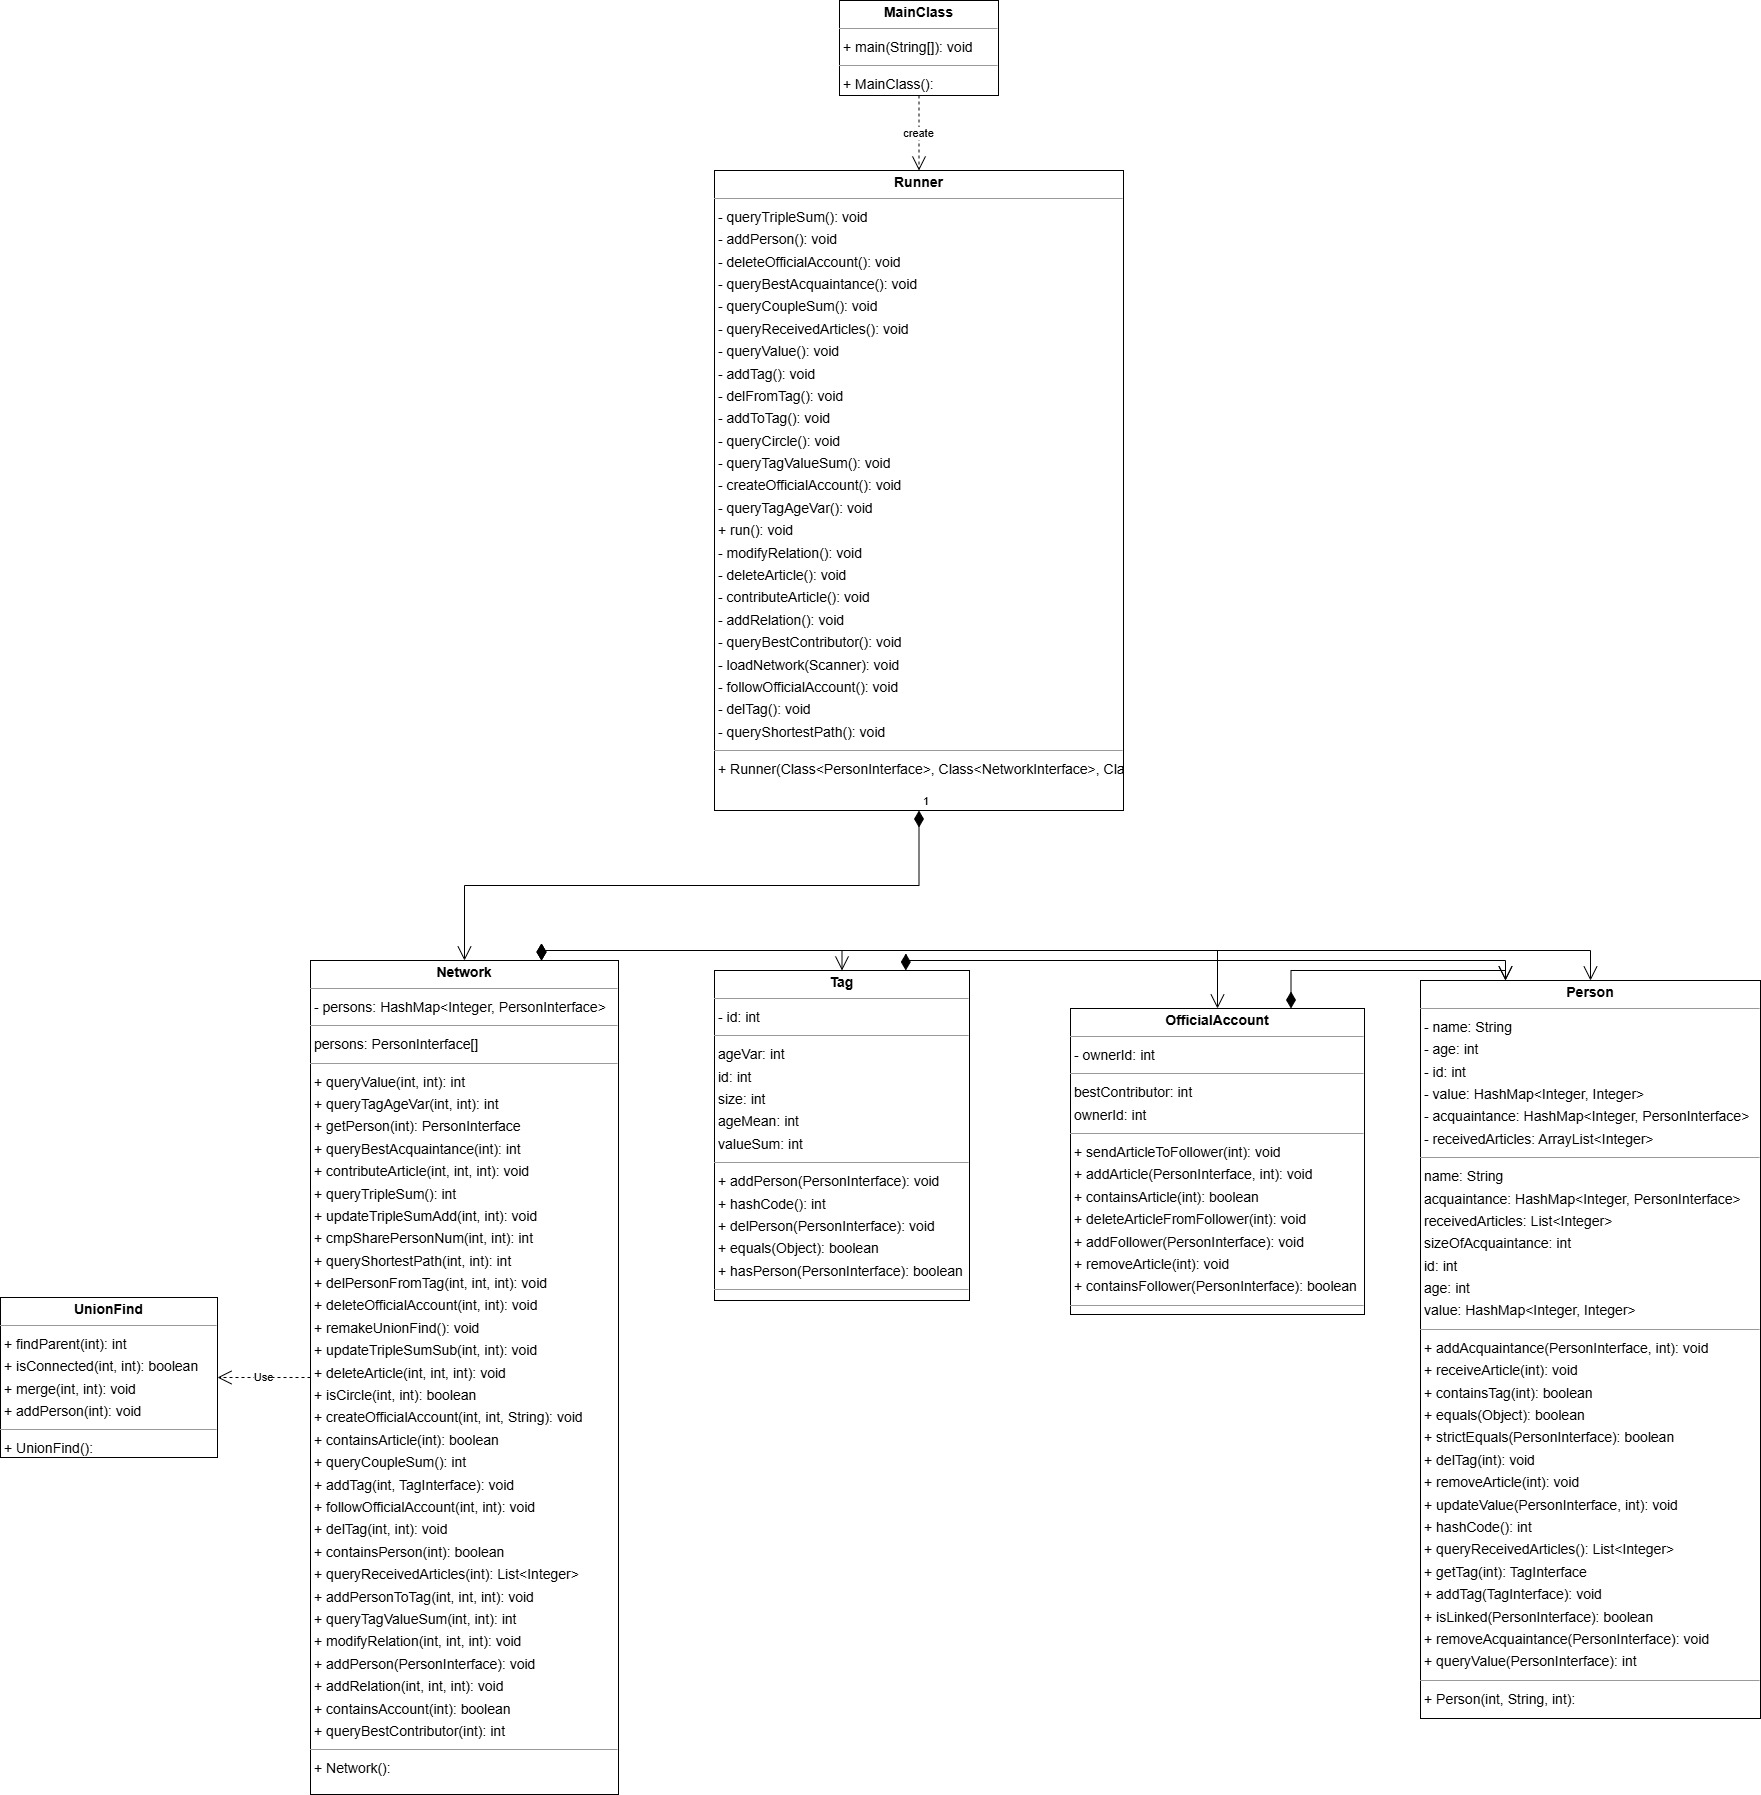 MainClass
+ main(String[]): void
+ MainClass():
create
Runner
- queryTripleSum(): void
- addPerson(): void
- deleteOfficialAccount(): void
- queryBestAcquaintance(): void
- queryCoupleSum(): void
- queryReceivedArticles(): void
- queryValue(): void
- addTag(): void
- delFromTag(): void
- addToTag(): void
- queryCircle(): void
- queryTagValueSum(): void
- createOfficialAccount(): void
- queryTagAgeVar(): void
+ run(): void
- modifyRelation(): void
- deleteArticle(): void
- contributeArticle(): void
- addRelation(): void
- queryBestContributor(): void
- loadNetwork(Scanner): void
- followOfficialAccount(): void
- delTag(): void
- queryShortestPath(): void
+ Runner(Class<PersonInterface>, Class<NetworkInterface>, Cla
1
Network
- persons: HashMap<Integer, PersonInterface>
persons: PersonInterface[]
+ queryValue(int, int): int
+ queryTagAgeVar(int, int): int
+ getPerson(int): PersonInterface
+ queryBestAcquaintance(int): int
+ contributeArticle(int, int, int): void
+ queryTripleSum(): int
+ updateTripleSumAdd(int, int): void
+ cmpSharePersonNum(int, int): int
+ queryShortestPath(int, int): int
+ delPersonFromTag(int, int, int): void
+ deleteOfficialAccount(int, int): void
+ remakeUnionFind(): void
+ updateTripleSumSub(int, int): void
+ deleteArticle(int, int, int): void
+ isCircle(int, int): boolean
+ createOfficialAccount(int, int, String): void
+ containsArticle(int): boolean
+ queryCoupleSum(): int
+ addTag(int, TagInterface): void
+ followOfficialAccount(int, int): void
+ delTag(int, int): void
+ containsPerson(int): boolean
+ queryReceivedArticles(int): List<Integer>
+ addPersonToTag(int, int, int): void
+ queryTagValueSum(int, int): int
+ modifyRelation(int, int, int): void
+ addPerson(PersonInterface): void
+ addRelation(int, int, int): void
+ containsAccount(int): boolean
+ queryBestContributor(int): int
+ Network():
Tag
- id: int
ageVar: int
id: int
size: int
ageMean: int
valueSum: int
+ addPerson(PersonInterface): void
+ hashCode(): int
+ delPerson(PersonInterface): void
+ equals(Object): boolean
+ hasPerson(PersonInterface): boolean
OfficialAccount
- ownerId: int
bestContributor: int
ownerId: int
+ sendArticleToFollower(int): void
+ addArticle(PersonInterface, int): void
+ containsArticle(int): boolean
+ deleteArticleFromFollower(int): void
+ addFollower(PersonInterface): void
+ removeArticle(int): void
+ containsFollower(PersonInterface): boolean
Person
- name: String
- age: int
- id: int
- value: HashMap<Integer, Integer>
- acquaintance: HashMap<Integer, PersonInterface>
- receivedArticles: ArrayList<Integer>
name: String
acquaintance: HashMap<Integer, PersonInterface>
receivedArticles: List<Integer>
sizeOfAcquaintance: int
id: int
age: int
value: HashMap<Integer, Integer>
+ addAcquaintance(PersonInterface, int): void
+ receiveArticle(int): void
+ containsTag(int): boolean
+ equals(Object): boolean
+ strictEquals(PersonInterface): boolean
+ delTag(int): void
+ removeArticle(int): void
+ updateValue(PersonInterface, int): void
+ hashCode(): int
+ queryReceivedArticles(): List<Integer>
+ getTag(int): TagInterface
+ addTag(TagInterface): void
+ isLinked(PersonInterface): boolean
+ removeAcquaintance(PersonInterface): void
+ queryValue(PersonInterface): int
+ Person(int, String, int):
UnionFind
+ findParent(int): int
+ isConnected(int, int): boolean
+ merge(int, int): void
+ addPerson(int): void
+ UnionFind():
Use